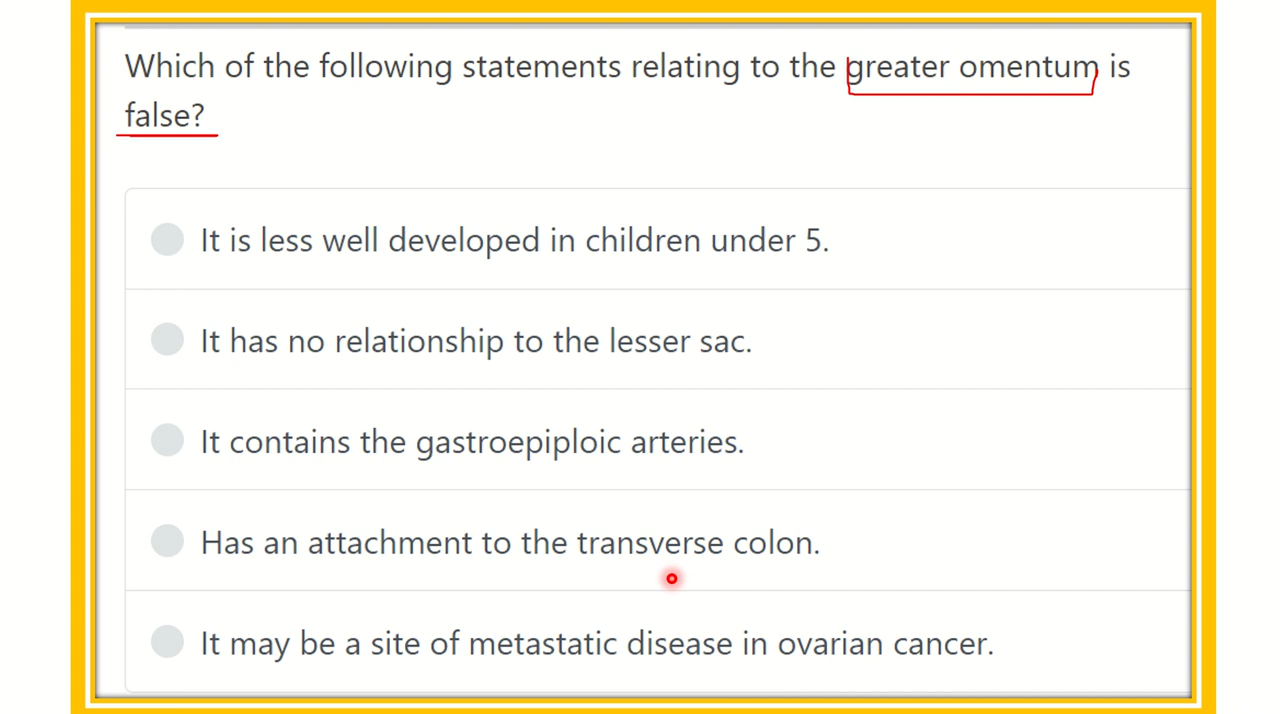 Which of the following statements relating to the greater omentum is
false?
It is less well developed in children under 5.
It has no relationship to the lesser sac.
It contains the gastroepiploic arteries.
Has an attachment to the transverse colon.
It may be a site of metastatic disease in ovarian cancer.